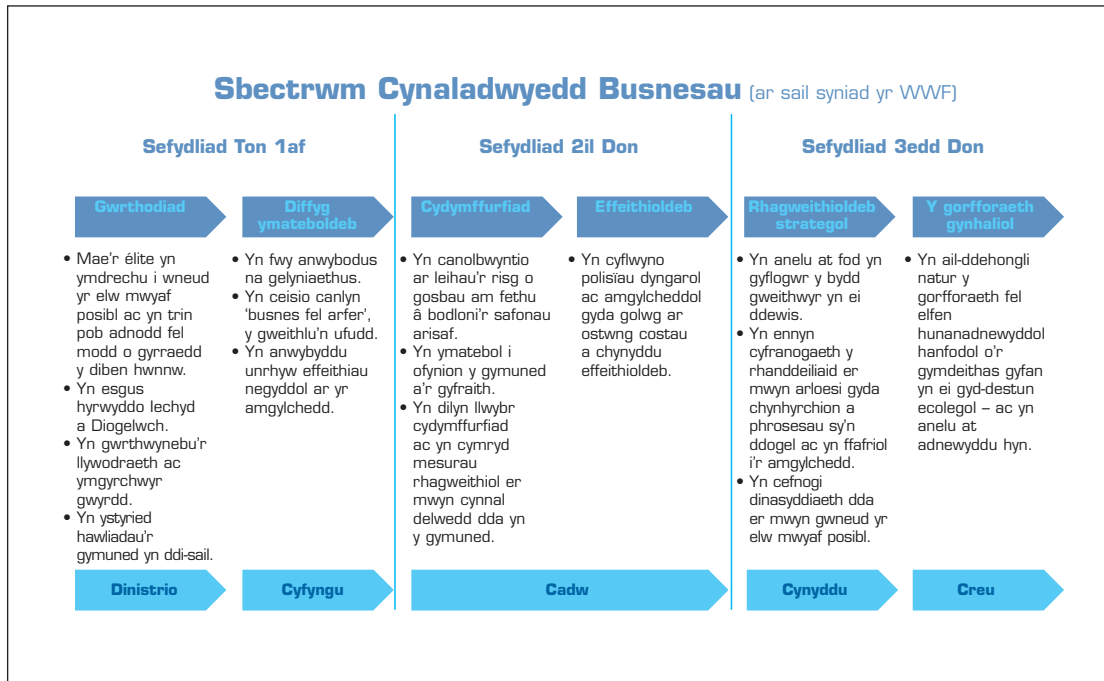 Sbectrwm Cynaladwyedd Busnesau (ar sail syniad yr WWF)
Sefydliad Ton 1af
Sefydliad 2il Don
Sefydliad 3edd Don
Gwrthodiad
Diffyg
ymateboldeb
Cydymffurfiad
Effeithioldeb
Rhagweithioldeb
strategol
Y gorfforaeth
gynhaliol
• Mae'r élite yn
ymdrechu i wneud
yr elw mwyaf
posibl ac yn trin
pob adnodd fel
modd o gyrraedd
y diben hwnnw.
• Yn esgus
hyrwyddo Iechyd
a Diogelwch.
• Yn gwrthwynebu'r
llywodraeth ac
ymgyrchwyr
gwyrdd.
• Yn ystyried
hawliadau'r
gymuned yn ddi-sail.
• Yn fwy anwybodus
na gelyniaethus.
• Yn ceisio canlyn
‘busnes fel arfer’,
y gweithlu'n ufudd.
• Yn anwybyddu
unrhyw effeithiau
negyddol ar yr
amgylchedd.
• Yn canolbwyntio
ar leihau'r risg o
gosbau am fethu
â bodloni'r safonau
arisaf.
• Yn ymatebol i
ofynion y gymuned
a'r gyfraith.
• Yn dilyn llwybr
cydymffurfiad
ac yn cymryd
mesurau
rhagweithiol er
mwyn cynnal
delwedd dda yn
y gymuned.
• Yn cyflwyno
polisïau dyngarol
ac amgylcheddol
gyda golwg ar
ostwng costau
a chynyddu
effeithioldeb.
• Yn anelu at fod yn
gyflogwr y bydd
gweithwyr yn ei
ddewis.
• Yn ennyn
cyfranogaeth y
rhanddeiliaid er
mwyn arloesi gyda
chynhyrchion a
phrosesau sy'n
ddogel ac yn ffafriol
i'r amgylchedd.
• Yn cefnogi
dinasyddiaeth dda
er mwyn gwneud yr
elw mwyaf posibl.
• Yn ail-ddehongli
natur y
gorfforaeth fel
elfen
hunanadnewyddol
hanfodol o'r
gymdeithas gyfan
yn ei gyd-destun
ecolegol – ac yn
anelu at
adnewyddu hyn.
Dinistrio
Cyfyngu
Cadw
Cynyddu
Creu